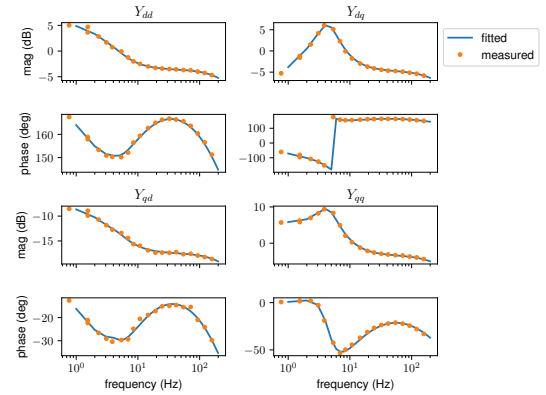 Y_dd
Y_dq
fitted
measured
mag (dB)
5
0
−5
5
0
−5
phase (deg)
160
150
100
0
−100
Y_qd
Y_qq
mag (dB)
−10
−15
10
0
phase (deg)
−20
−30
0
−50
10^0 10^1 10^2
10^0 10^1 10^2
frequency (Hz)
frequency (Hz)